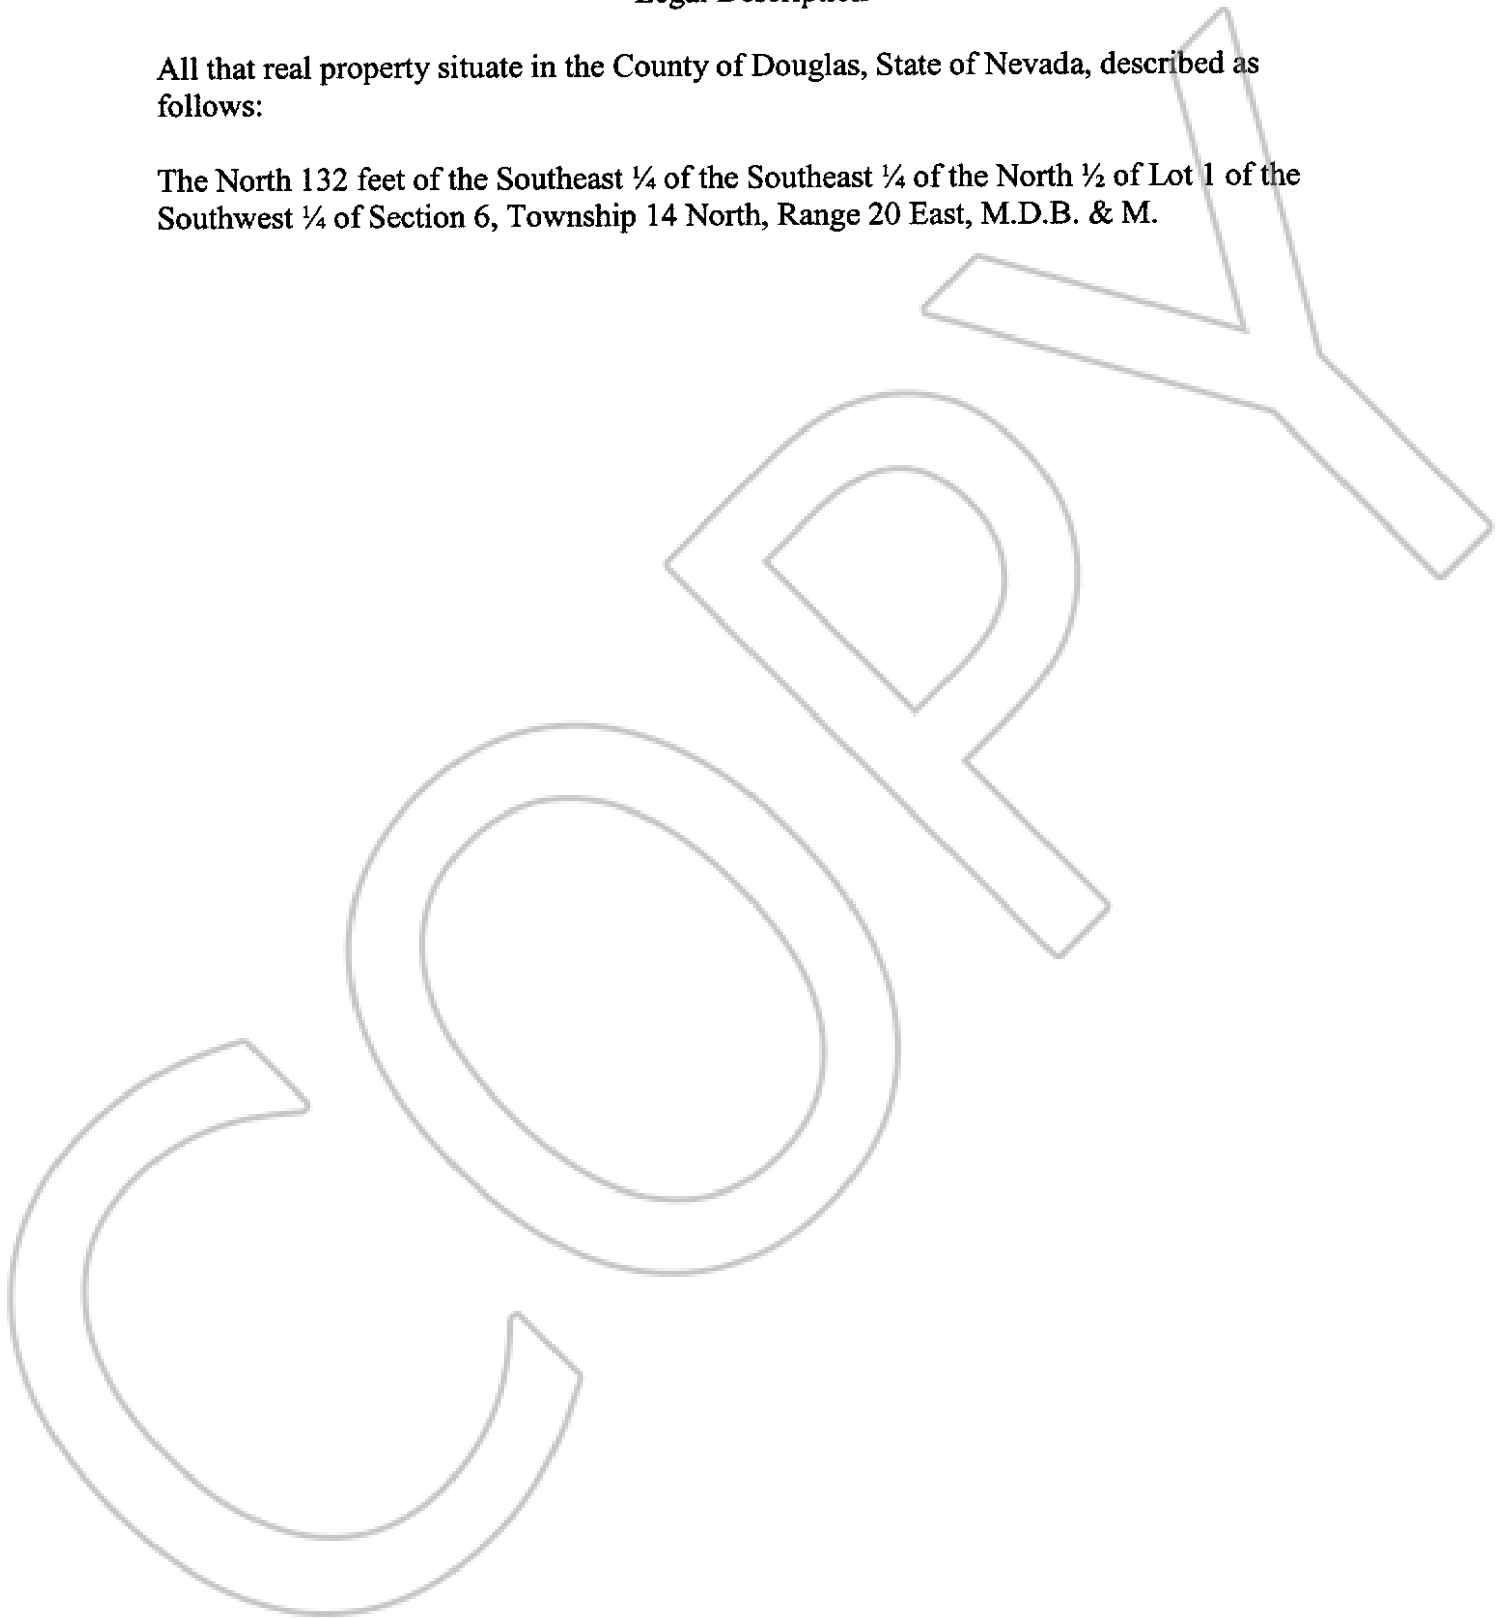 Legal Description
All that real property situate in the County of Douglas, State of Nevada, described as
follows:
The North 132 feet of the Southeast ¼ of the Southeast ¼ of the North ½ of Lot 1 of the
Southwest ¼ of Section 6, Township 14 North, Range 20 East, M.D.B. & M.
COPY